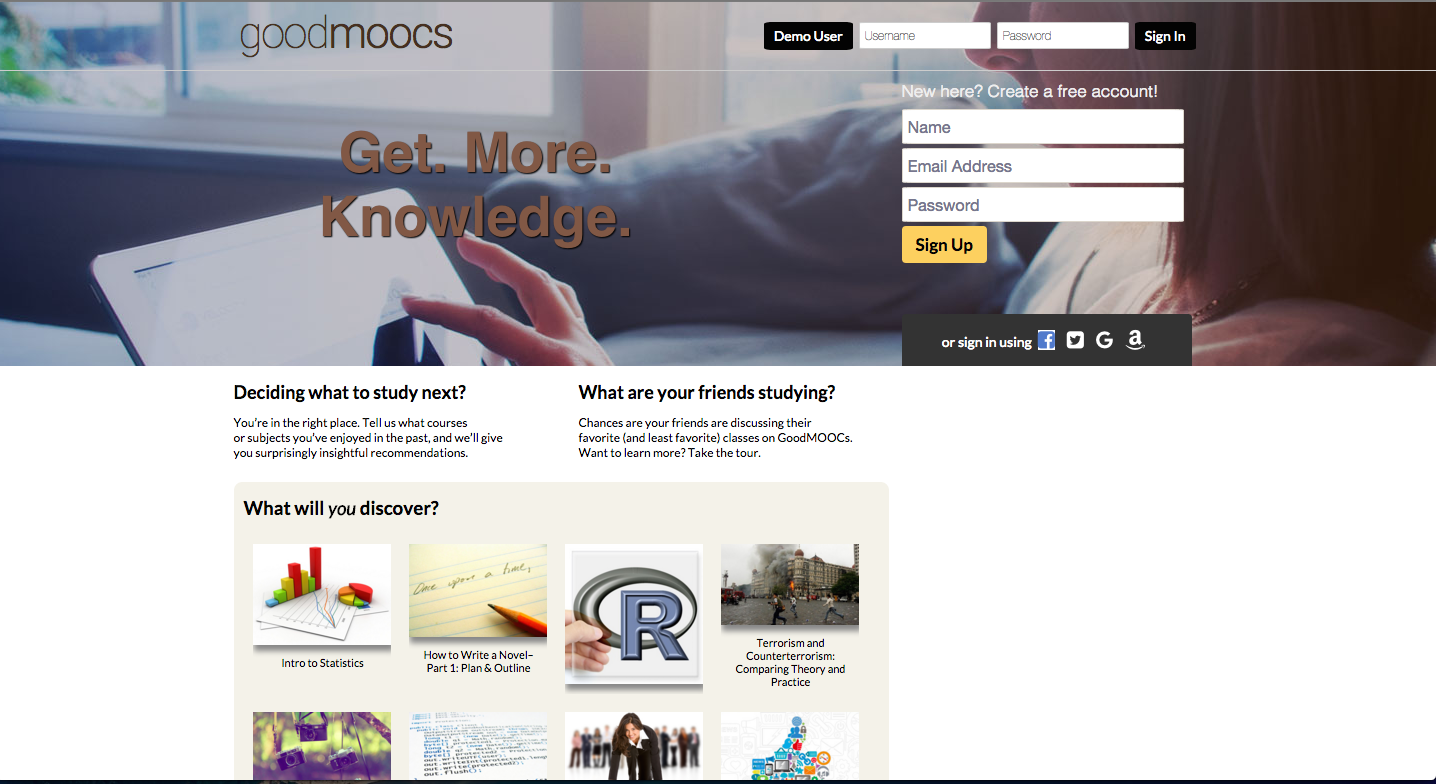 goodmoocs
Demo User Username Password Sign In
New here? Create a free account!
Name
Email Address
Password
Sign Up
Get. More.
Knowledge.
or sign in using
Deciding what to study next?
You're in the right place. Tell us what courses
or subjects you've enjoyed in the past, and we'll give
you surprisingly insightful recommendations.
What are your friends studying?
Chances are your friends are discussing their
favorite (and least favorite) classes on GoodMOOCs.
Want to learn more? Take the tour.
What will you discover?
Intro to Statistics
Once upon a time,
How to Write a Novel–
Part 1: Plan & Outline
R
Terrorism and
Counterterrorism:
Comparing Theory and
Practice